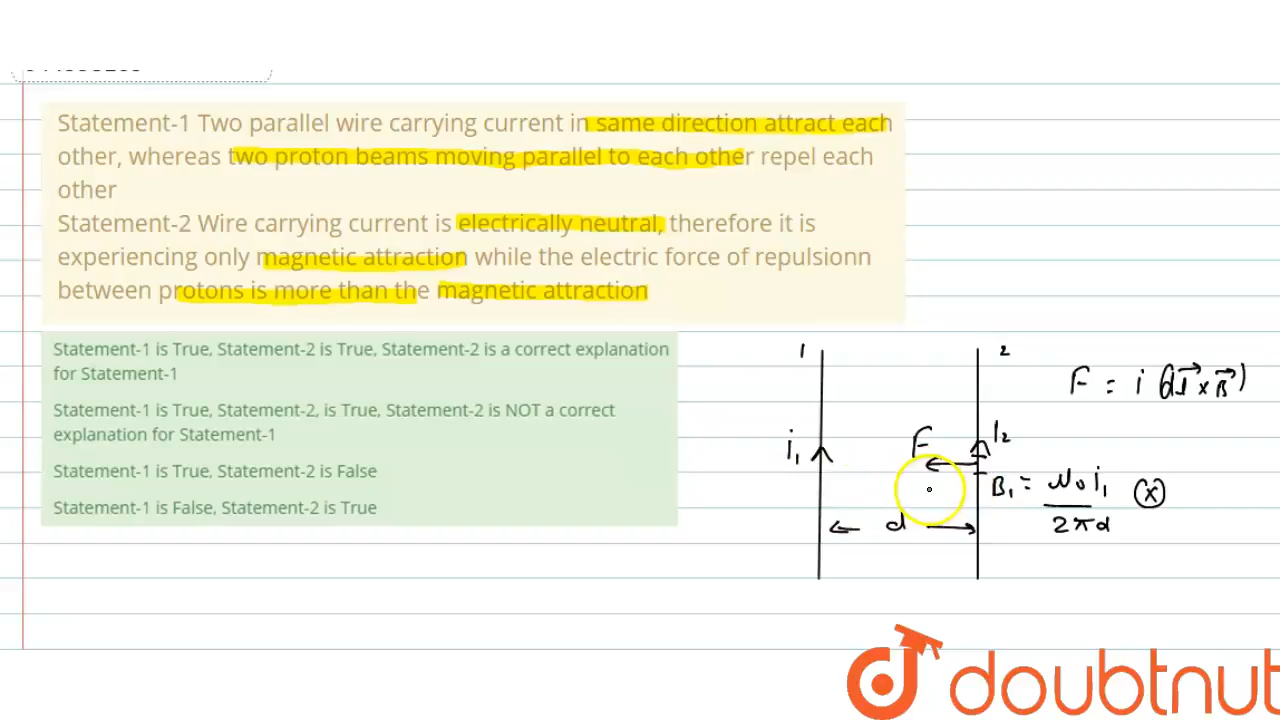 Statement-1 Two parallel wire carrying current in same direction attract each
other, whereas two proton beams moving parallel to each other repel each
other
Statement-2 Wire carrying current is electrically neutral, therefore it is
experiencing only magnetic attraction while the electric force of repulsionn
between protons is more than the magnetic attraction
Statement-1 is True, Statement-2 is True, Statement-2 is a correct explanation
for Statement-1
Statement-1 is True, Statement-2, is True, Statement-2 is NOT a correct
explanation for Statement-1
Statement-1 is True, Statement-2 is False
Statement-1 is False, Statement-2 is True
1 2
F = i (dl × B)
i₁ F i₂
B₁ = μ₀ i₁ / 2πd (x)
d
doubtnut